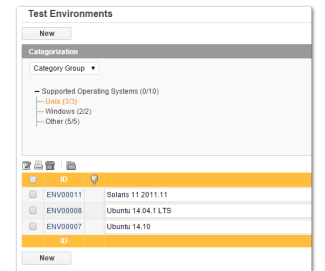 Test Environments
New
Categorization
Category Group
Supported Operating Systems (0/10)
Unix (3/3)
Windows (2/2)
Other (5/5)
ID
ENV00011 Solaris 11 2011.11
ENV00008 Ubuntu 14.04.1 LTS
ENV00007 Ubuntu 14.10
ID
New